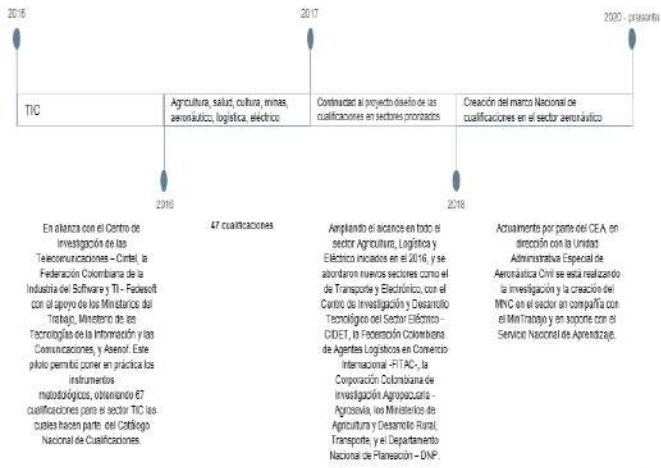 2015
2017
2020 - presente
TIC
Agricultura, salud, cultura, minas,
aeronáutico, logística, eléctrico
Continuidad al proyecto diseño de las
cualificaciones en sectores priorizados
Creación del marco Nacional de
cualificaciones en el sector aeronáutico
2016
2018
En alianza con el Centro de
Investigación de las
Telecomunicaciones – Cintel, la
Federación Colombiana de la
Industria del Software y TI - Fedesoft
con el apoyo de los Ministerios del
Trabajo, Ministerio de las
Tecnologías de la Información y las
Comunicaciones, y Asenof. Este
piloto permitió poner en práctica los
instrumentos
metodológicos, obteniendo 67
cualificaciones para el sector TIC las
cuales hacen parte del Catálogo
Nacional de Cualificaciones.
47 cualificaciones
Ampliando el alcance en todo el
sector Agricultura, Logística y
Eléctrico iniciados en el 2016, y se
abordaron nuevos sectores como el
de Transporte y Electrónico, con el
Centro de Investigación y Desarrollo
Tecnológico del Sector Eléctrico -
CIDET, la Federación Colombiana
de Agentes Logísticos en Comercio
Internacional -FITAC-, la
Corporación Colombiana de
Investigación Agropecuaria -
Agrosavia, los Ministerios de
Agricultura y Desarrollo Rural,
Transporte, y el Departamento
Nacional de Planeación – DNP.
Actualmente por parte del CEA, en
dirección con la Unidad
Administrativa Especial de
Aeronáutica Civil se está realizando
la investigación y la creación del
MNC en el sector en compañía con
el MinTrabajo y en soporte con el
Servicio Nacional de Aprendizaje.